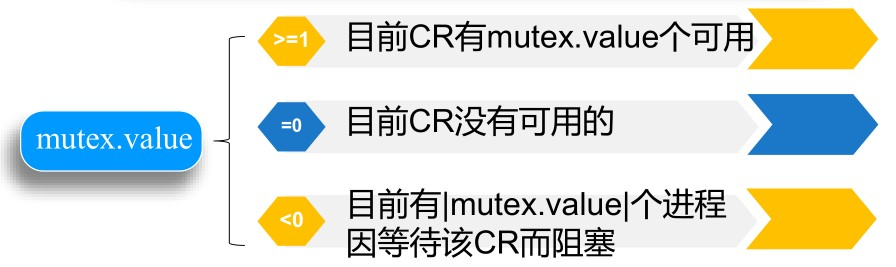 >=1
目前CR有mutex.value个可用
mutex.value
=0
目前CR没有可用的
<0
目前有|mutex.value|个进程
因等待该CR而阻塞